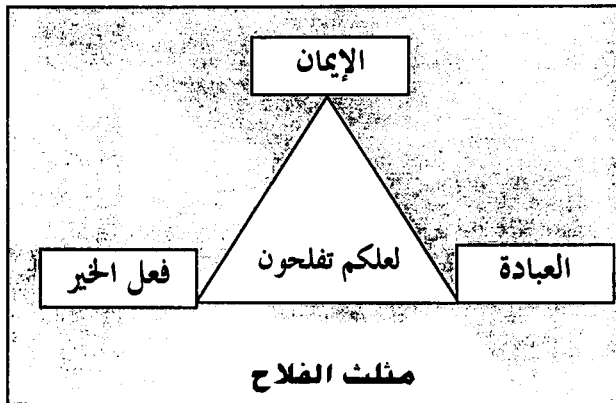 الإيمان
لعلكم تفلحون
العبادة
فعل الخير
مثلث الفلاح